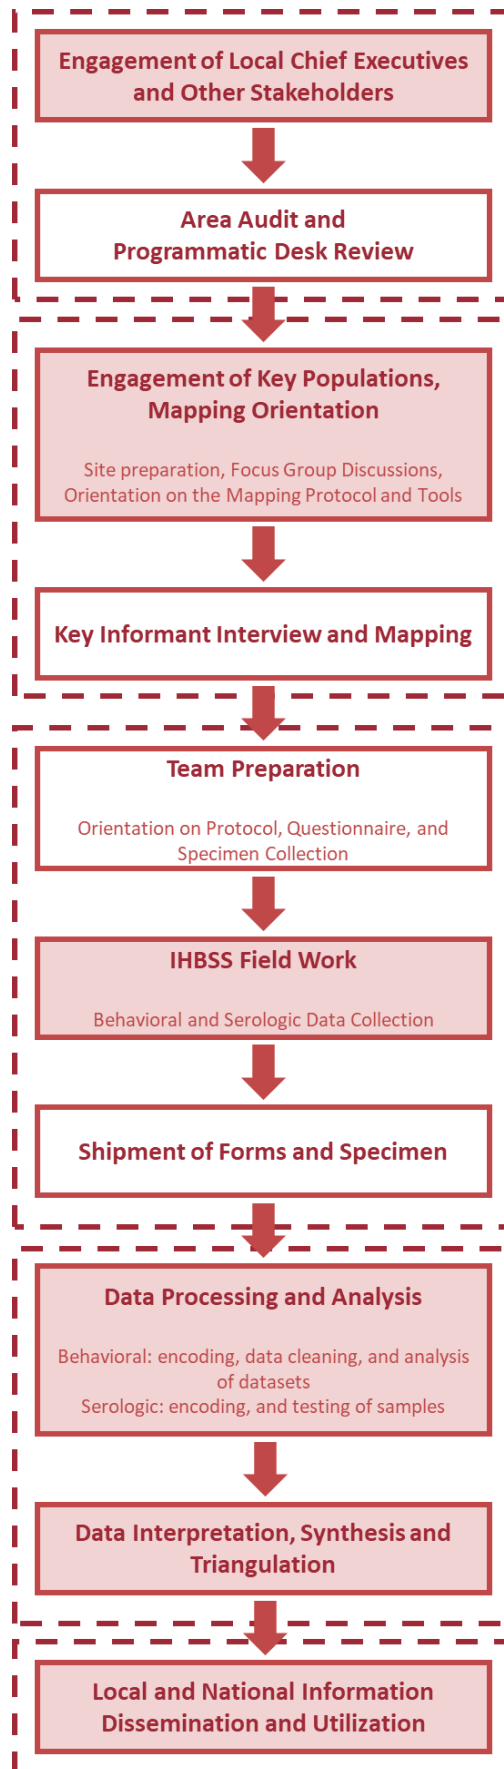 Engagement of Local Chief Executives
and Other Stakeholders
Area Audit and
Programmatic Desk Review
Engagement of Key Populations,
Mapping Orientation
Site preparation, Focus Group Discussions,
Orientation on the Mapping Protocol and Tools
Key Informant Interview and Mapping
Team Preparation
Orientation on Protocol, Questionnaire, and
Specimen Collection
IHBSS Field Work
Behavioral and Serologic Data Collection
Shipment of Forms and Specimen
Data Processing and Analysis
Behavioral: encoding, data cleaning, and analysis
of datasets
Serologic: encoding, and testing of samples
Data Interpretation, Synthesis and
Triangulation
Local and National Information
Dissemination and Utilization